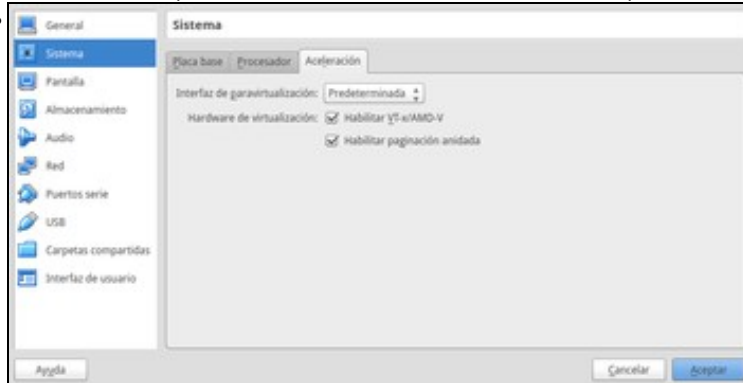 General
Sistema
Pantalla
Almacenamiento
Audio
Red
Puertos serie
USB
Carpetas compartidas
Interfaz de usuario
Sistema
Placa base Procesador Aceleración
Interfaz de paravirtualización: Predeterminada
Hardware de virtualización: Habilitar VT-x/AMD-V
Habilitar paginación anidada
Ayuda Cancelar Aceptar